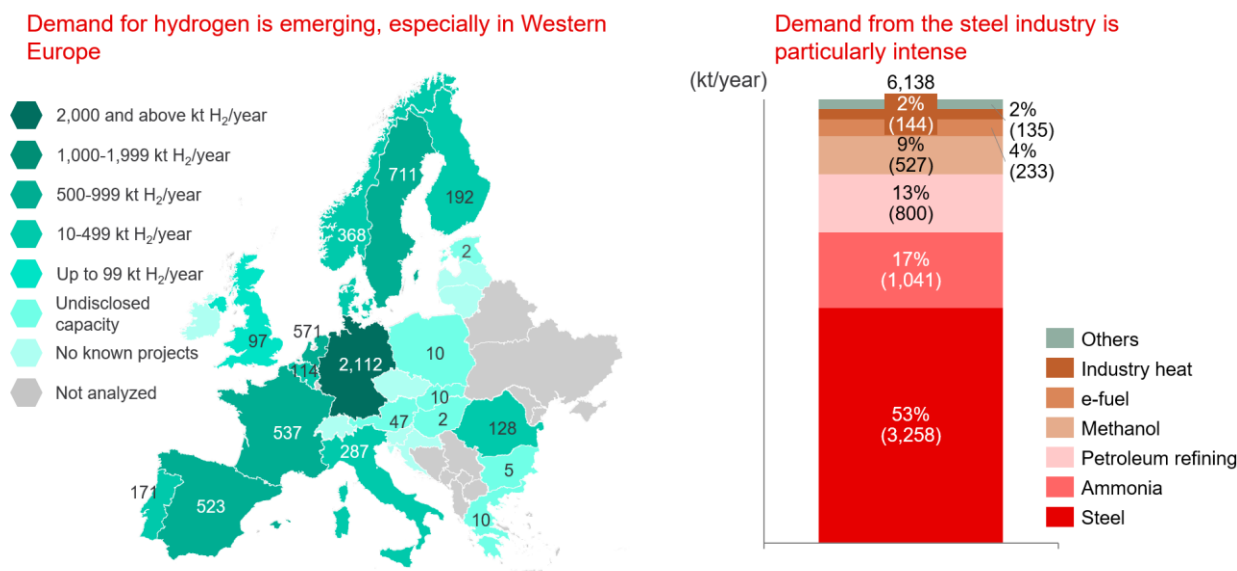 Demand for hydrogen is emerging, especially in Western
Europe
2,000 and above kt H₂/year
1,000-1,999 kt H₂/year
500-999 kt H₂/year
10-499 kt H₂/year
Up to 99 kt H₂/year
Undisclosed
capacity
No known projects
Not analyzed
711
192
368
2
97
571
114
2,112
10
10
47
2
537
287
128
5
171
523
10
Demand from the steel industry is
particularly intense
(kt/year)
6,138
2%
(144)
2%
(135)
9%
(527)
4%
(233)
13%
(800)
17%
(1,041)
53%
(3,258)
Others
Industry heat
e-fuel
Methanol
Petroleum refining
Ammonia
Steel